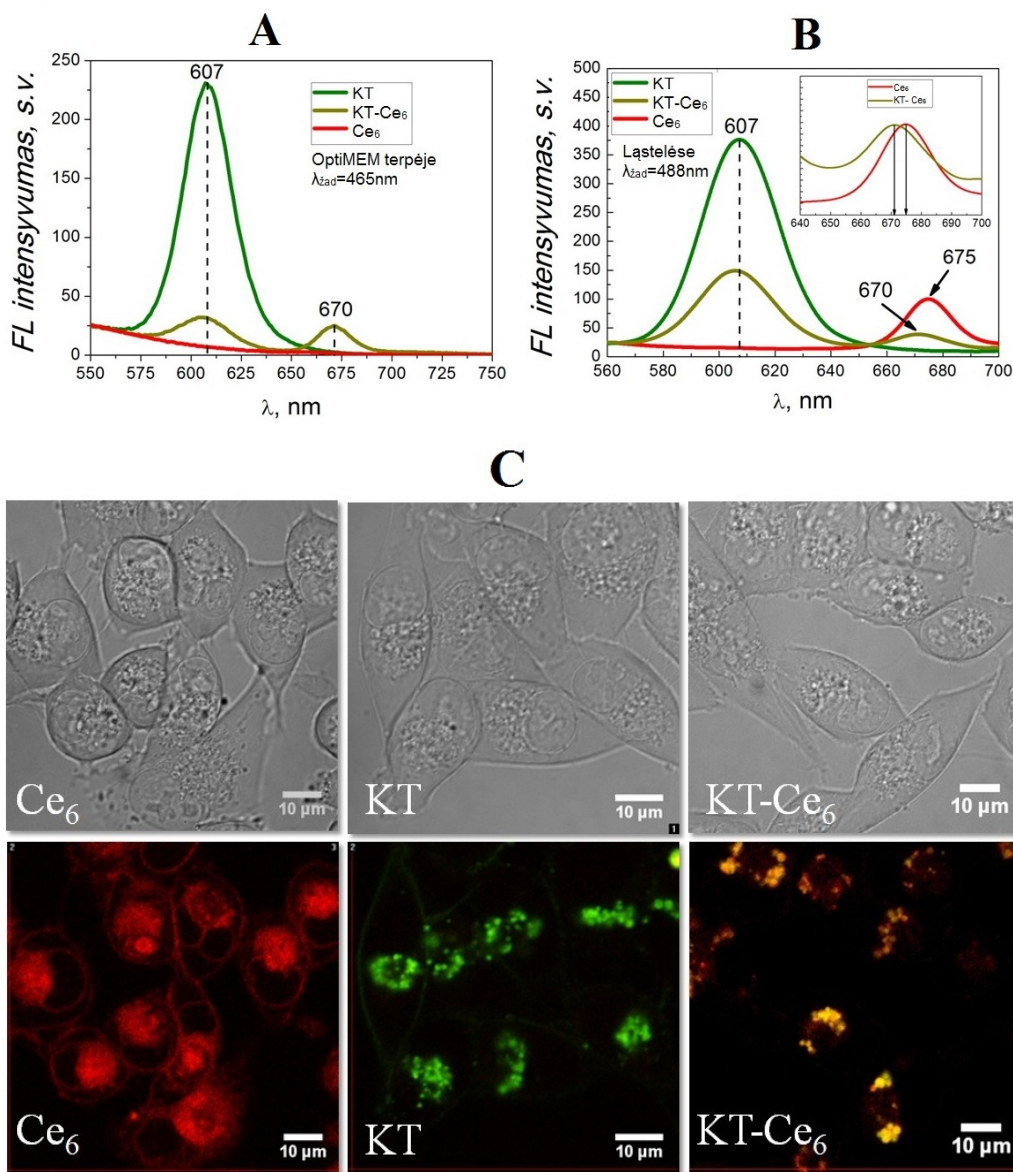 A
FL intensyvumas, s.v.
250
200
150
100
50
0
607
670
KT
KT-Ce₆
Ce₆
OptiMEM terpėje
λžad=465nm
550 575 600 625 650 675 700 725 750
λ, nm
B
FL intensyvumas, s.v.
500
450
400
350
300
250
200
150
100
50
0
KT
KT-Ce₆
Ce₆
607
Ląstelėse
λžad=488nm
Ce₆
KT- Ce₆
640 650 660 670 680 690 700
670
675
560 580 600 620 640 660 680 700
λ, nm
C
Ce₆
10 µm
KT
10 µm
1
KT-Ce₆
10 µm
2
3
Ce₆
10 µm
2
KT
10 µm
KT-Ce₆
10 µm